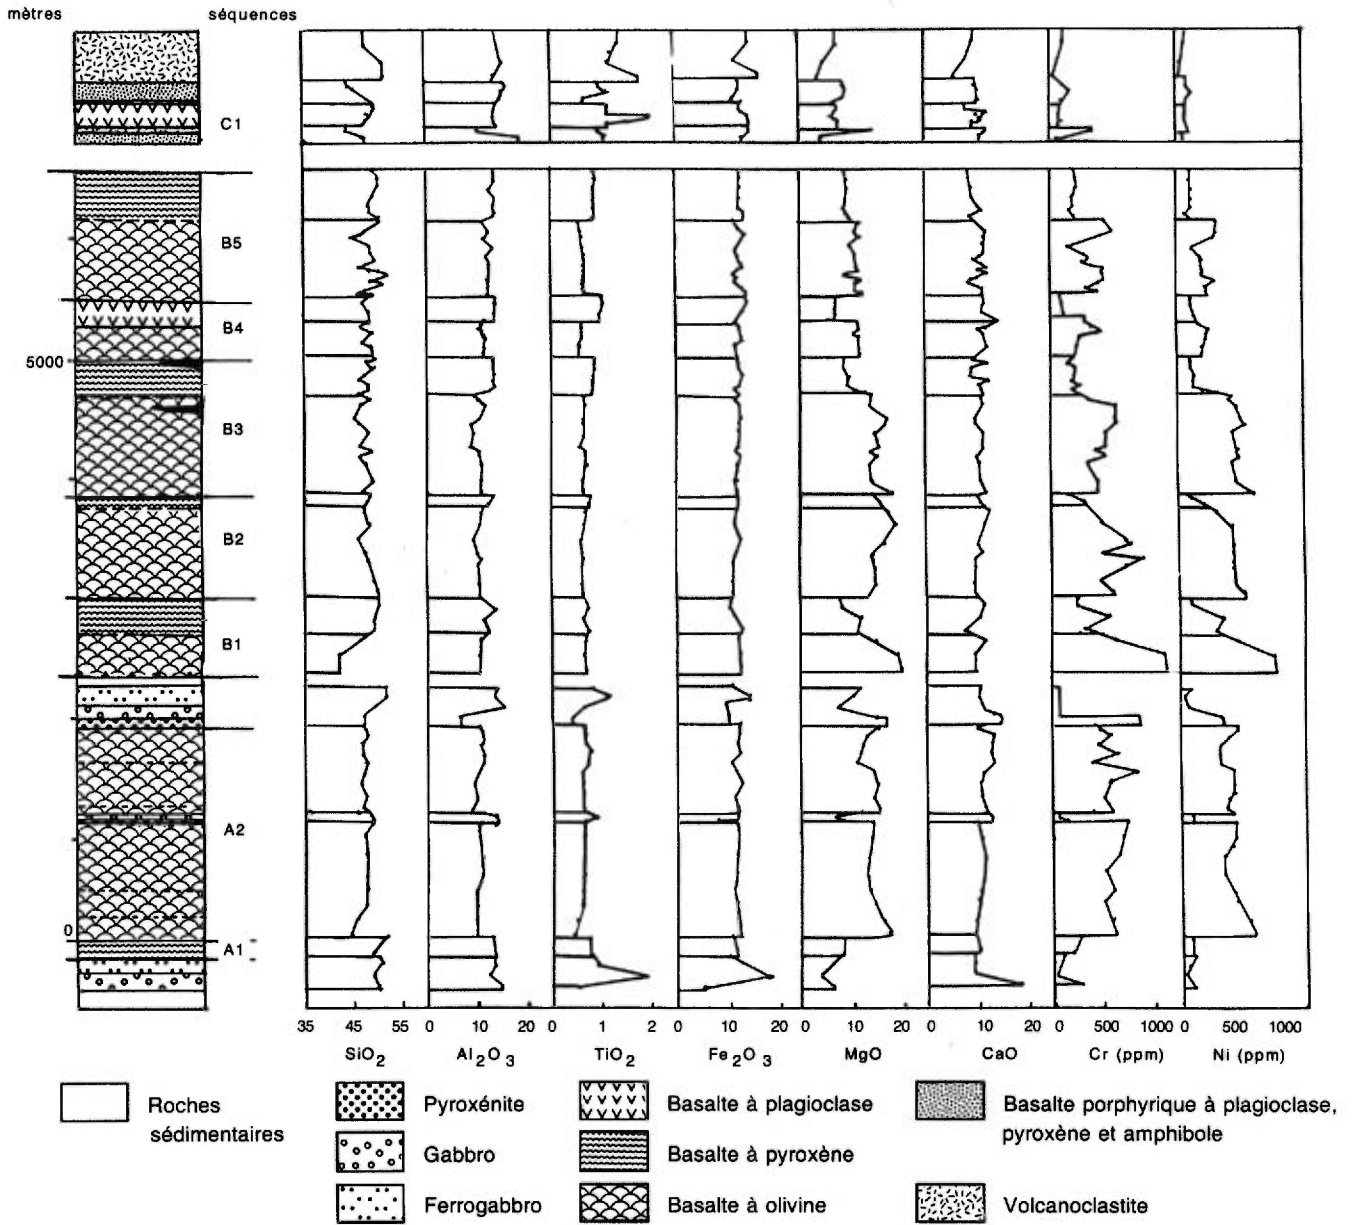 mètres séquences
C1
B5
B4
5000
B3
B2
B1
A2
0
A1
35 45 55 0 10 20 0 1 2 0 10 20 0 10 20 0 10 20 0 500 1000 0 500 1000
SiO2 Al2O3 TiO2 Fe2O3 MgO CaO Cr (ppm) Ni (ppm)
Roches sédimentaires
Pyroxénite
Gabbro
Ferrogabbro
Basalte à plagioclase
Basalte à pyroxène
Basalte à olivine
Basalte porphyrique à plagioclase,
pyroxène et amphibole
Volcanoclastite